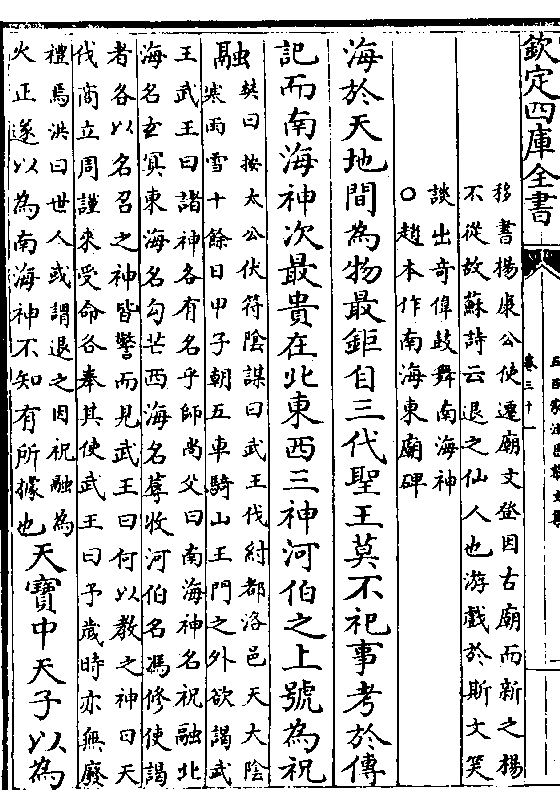 欽定四庫全書
卷三十一
移書楊康公使遷廟文登因古廟而新之楊
不從故蘇詩云退之仙人也游戲於斯文笑
談出奇偉鼓舞南海神
○趙本作南海東廟碑
海於天地間為物最鉅自三代聖王莫不祀事考於傳
記而南海神次最貴在北東西三神河伯之上號為祝
融
樊曰按太公伏符陰謀曰武王伐紂都洛邑天大陰
寒雨雪十餘日甲子朝五車騎山王門之外欲謁武
王武王曰諸神各有名乎師尚父曰南海神名祝融北
海名玄冥東海名勾芒西海名蓐收河伯名馮修使謁
者各以名召之神皆驚而見武王曰何以教之神曰天
伐商立周謹來受命各奉其使武王曰予歲時亦無廢
禮焉洪曰世人或謂退之因祝融為
火正遂以為南海神不知有所據也
天寶中天子以為